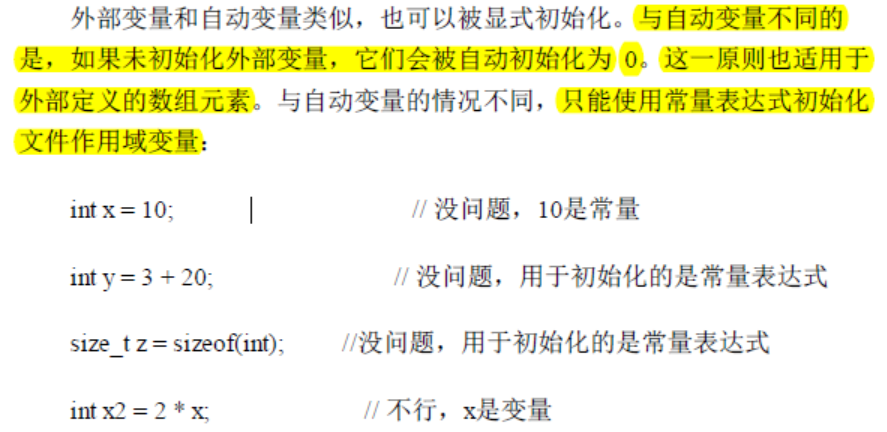 外部变量和自动变量类似，也可以被显式初始化。与自动变量不同的
是，如果未初始化外部变量，它们会被自动初始化为 0。这一原则也适用于
外部定义的数组元素。与自动变量的情况不同，只能使用常量表达式初始化
文件作用域变量：
int x = 10; // 没问题，10是常量
int y = 3 + 20; // 没问题，用于初始化的是常量表达式
size_t z = sizeof(int); //没问题，用于初始化的是常量表达式
int x2 = 2 * x; // 不行，x是变量